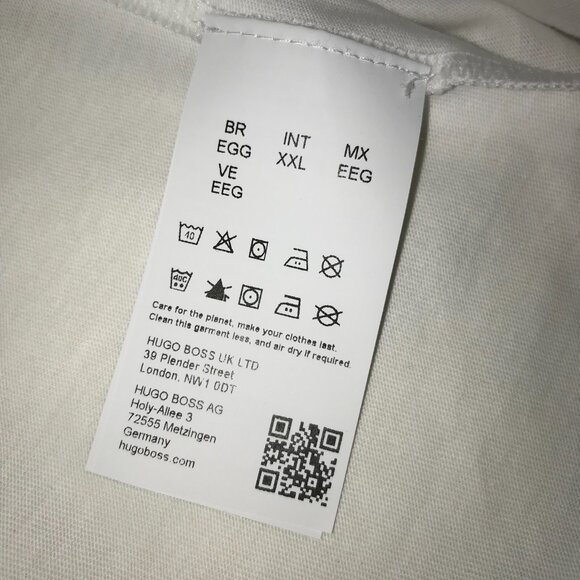 BR INT MX
EGG XXL EEG
VE
EEG
40
40C
Care for the planet, make your clothes last.
Clean this garment less, and air dry if required.
HUGO BOSS UK LTD
39 Plender Street
London, NW1 0DT
HUGO BOSS AG
Holy-Allee 3
72555 Metzingen
Germany
hugoboss.com